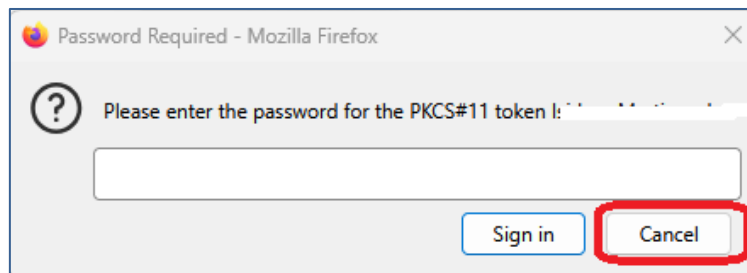 Password Required - Mozilla Firefox
Please enter the password for the PKCS#11 token
Sign in
Cancel